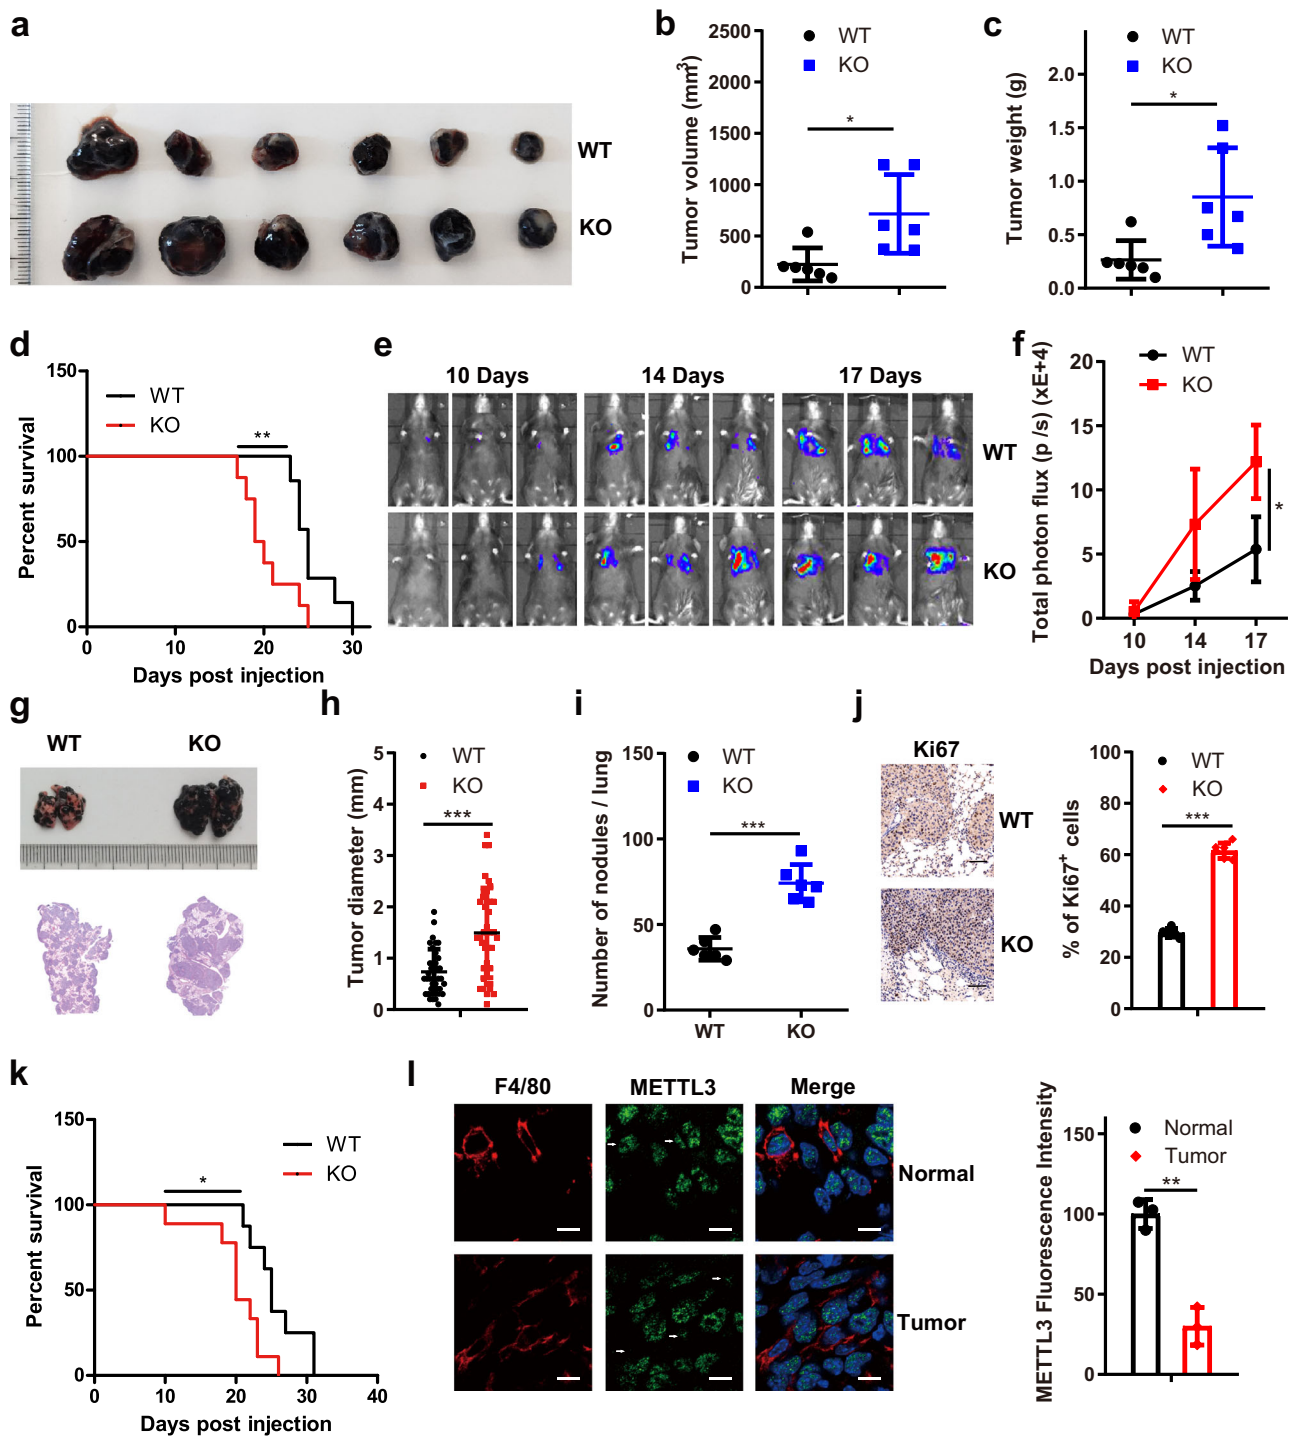 a
WT
KO
b
Tumor volume (mm³)
2500
2000
1500
1000
500
0
WT
KO
*
c
Tumor weight (g)
2.0
1.5
1.0
0.5
0.0
WT
KO
*
d
Percent survival
150
100
50
0
WT
KO
**
0 10 20 30
Days post injection
e
10 Days 14 Days 17 Days
WT
KO
f
Total photon flux (p /s) (xE+4)
20
15
10
5
0
WT
KO
*
10 14 17
Days post injection
g
WT KO
h
Tumor diameter (mm)
5
4
3
2
1
0
WT
KO
***
i
Number of nodules / lung
150
100
50
0
WT
KO
***
WT KO
j
Ki67
WT
KO
% of Ki67⁺ cells
100
80
60
40
20
0
WT
KO
***
k
Percent survival
150
100
50
0
WT
KO
*
0 10 20 30 40
Days post injection
l
F4/80 METTL3 Merge
Normal
Tumor
METTL3 Fluorescence Intensity
150
100
50
0
Normal
Tumor
**